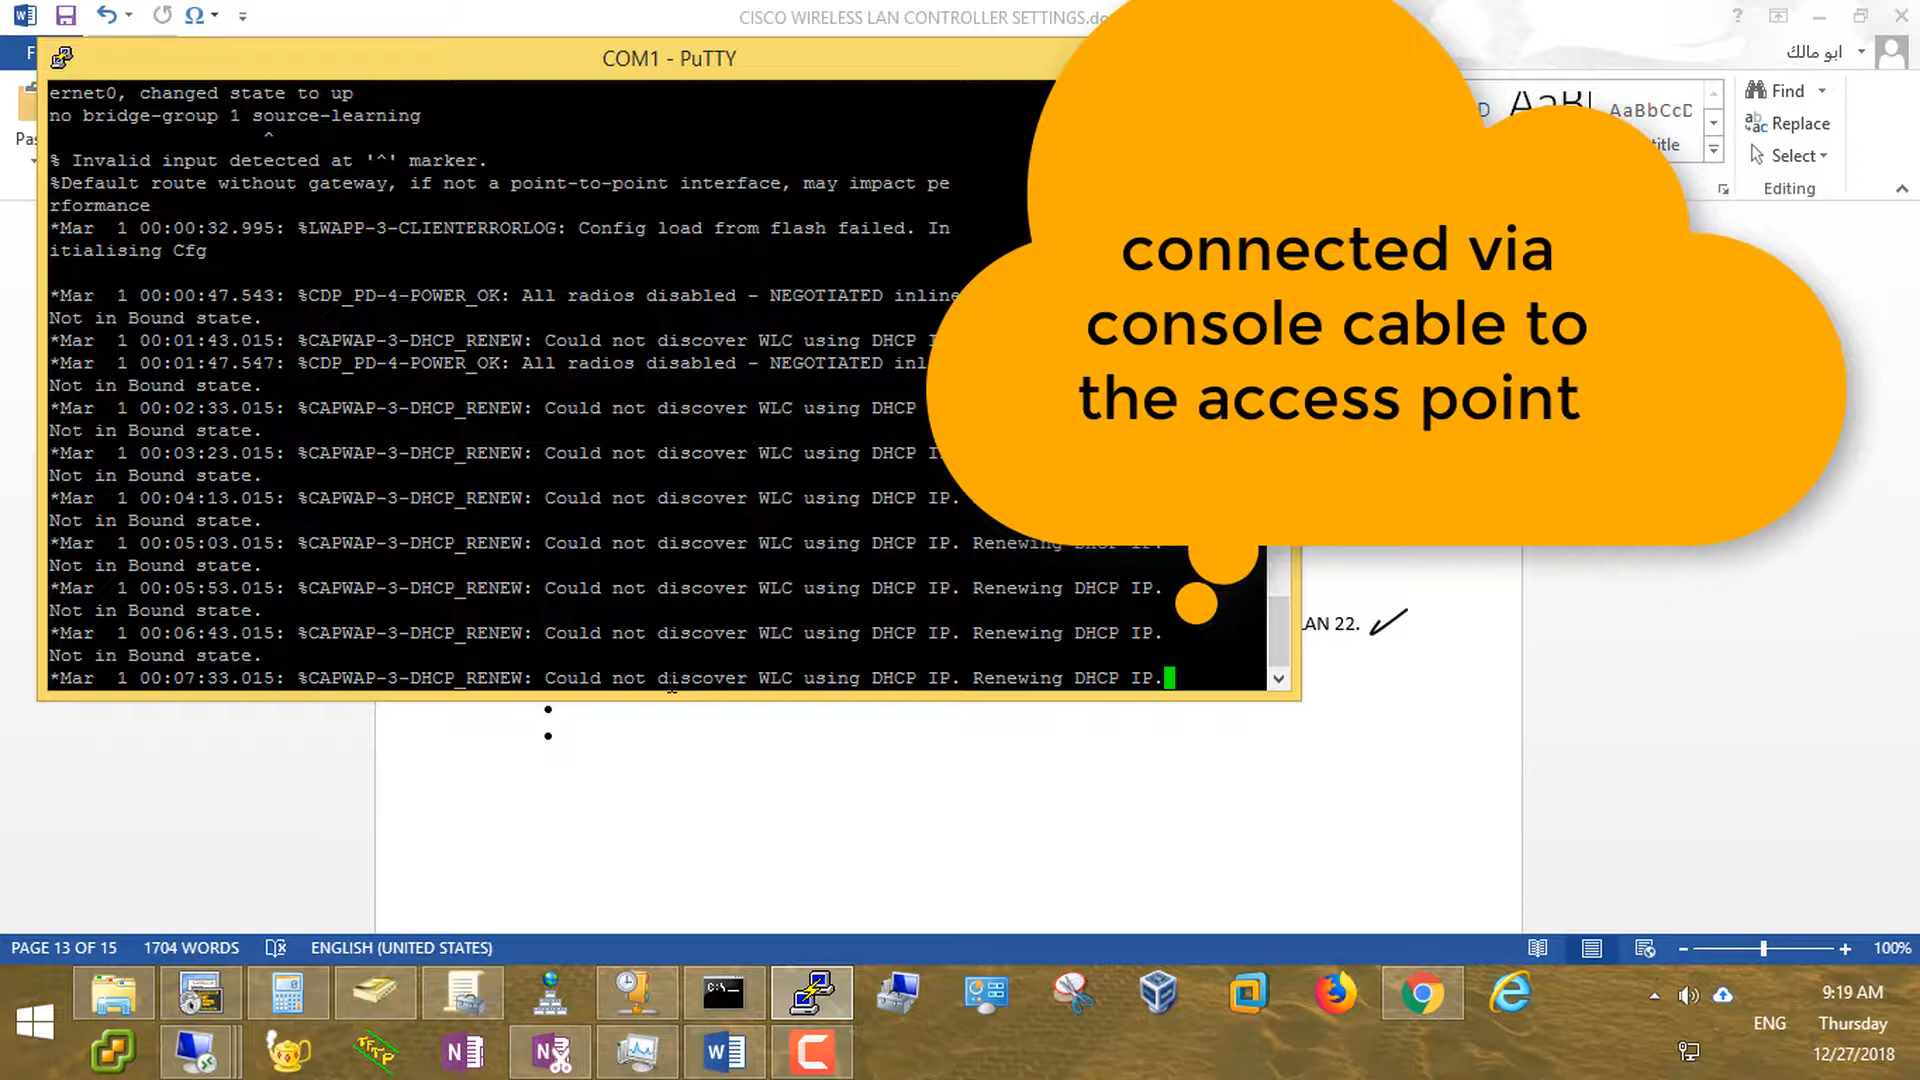 CISCO WIRELESS LAN CONTROLLER SETTINGS.do
ابو مالك
COM1 - PuTTY
ernet0, changed state to up
no bridge-group 1 source-learning
^
% Invalid input detected at '^' marker.
%Default route without gateway, if not a point-to-point interface, may impact pe
rformance
*Mar  1 00:00:32.995: %LWAPP-3-CLIENTERRORLOG: Config load from flash failed. In
itialising Cfg
*Mar  1 00:00:47.543: %CDP_PD-4-POWER_OK: All radios disabled - NEGOTIATED inline
Not in Bound state.
*Mar  1 00:01:43.015: %CAPWAP-3-DHCP_RENEW: Could not discover WLC using DHCP I
*Mar  1 00:01:47.547: %CDP_PD-4-POWER_OK: All radios disabled - NEGOTIATED inl
Not in Bound state.
*Mar  1 00:02:33.015: %CAPWAP-3-DHCP_RENEW: Could not discover WLC using DHCP
Not in Bound state.
*Mar  1 00:03:23.015: %CAPWAP-3-DHCP_RENEW: Could not discover WLC using DHCP I
Not in Bound state.
*Mar  1 00:04:13.015: %CAPWAP-3-DHCP_RENEW: Could not discover WLC using DHCP IP.
Not in Bound state.
*Mar  1 00:05:03.015: %CAPWAP-3-DHCP_RENEW: Could not discover WLC using DHCP IP. Renewing DHCP IP.
Not in Bound state.
*Mar  1 00:05:53.015: %CAPWAP-3-DHCP_RENEW: Could not discover WLC using DHCP IP. Renewing DHCP IP.
Not in Bound state.
*Mar  1 00:06:43.015: %CAPWAP-3-DHCP_RENEW: Could not discover WLC using DHCP IP. Renewing DHCP IP.
Not in Bound state.
*Mar  1 00:07:33.015: %CAPWAP-3-DHCP_RENEW: Could not discover WLC using DHCP IP. Renewing DHCP IP.
connected via
console cable to
the access point
AaBbCcD
Find
Replace
Select
Editing
LAN 22.
PAGE 13 OF 15 1704 WORDS ENGLISH (UNITED STATES) 100%
C:\
TFTP
ENG
9:19 AM
Thursday
12/27/2018